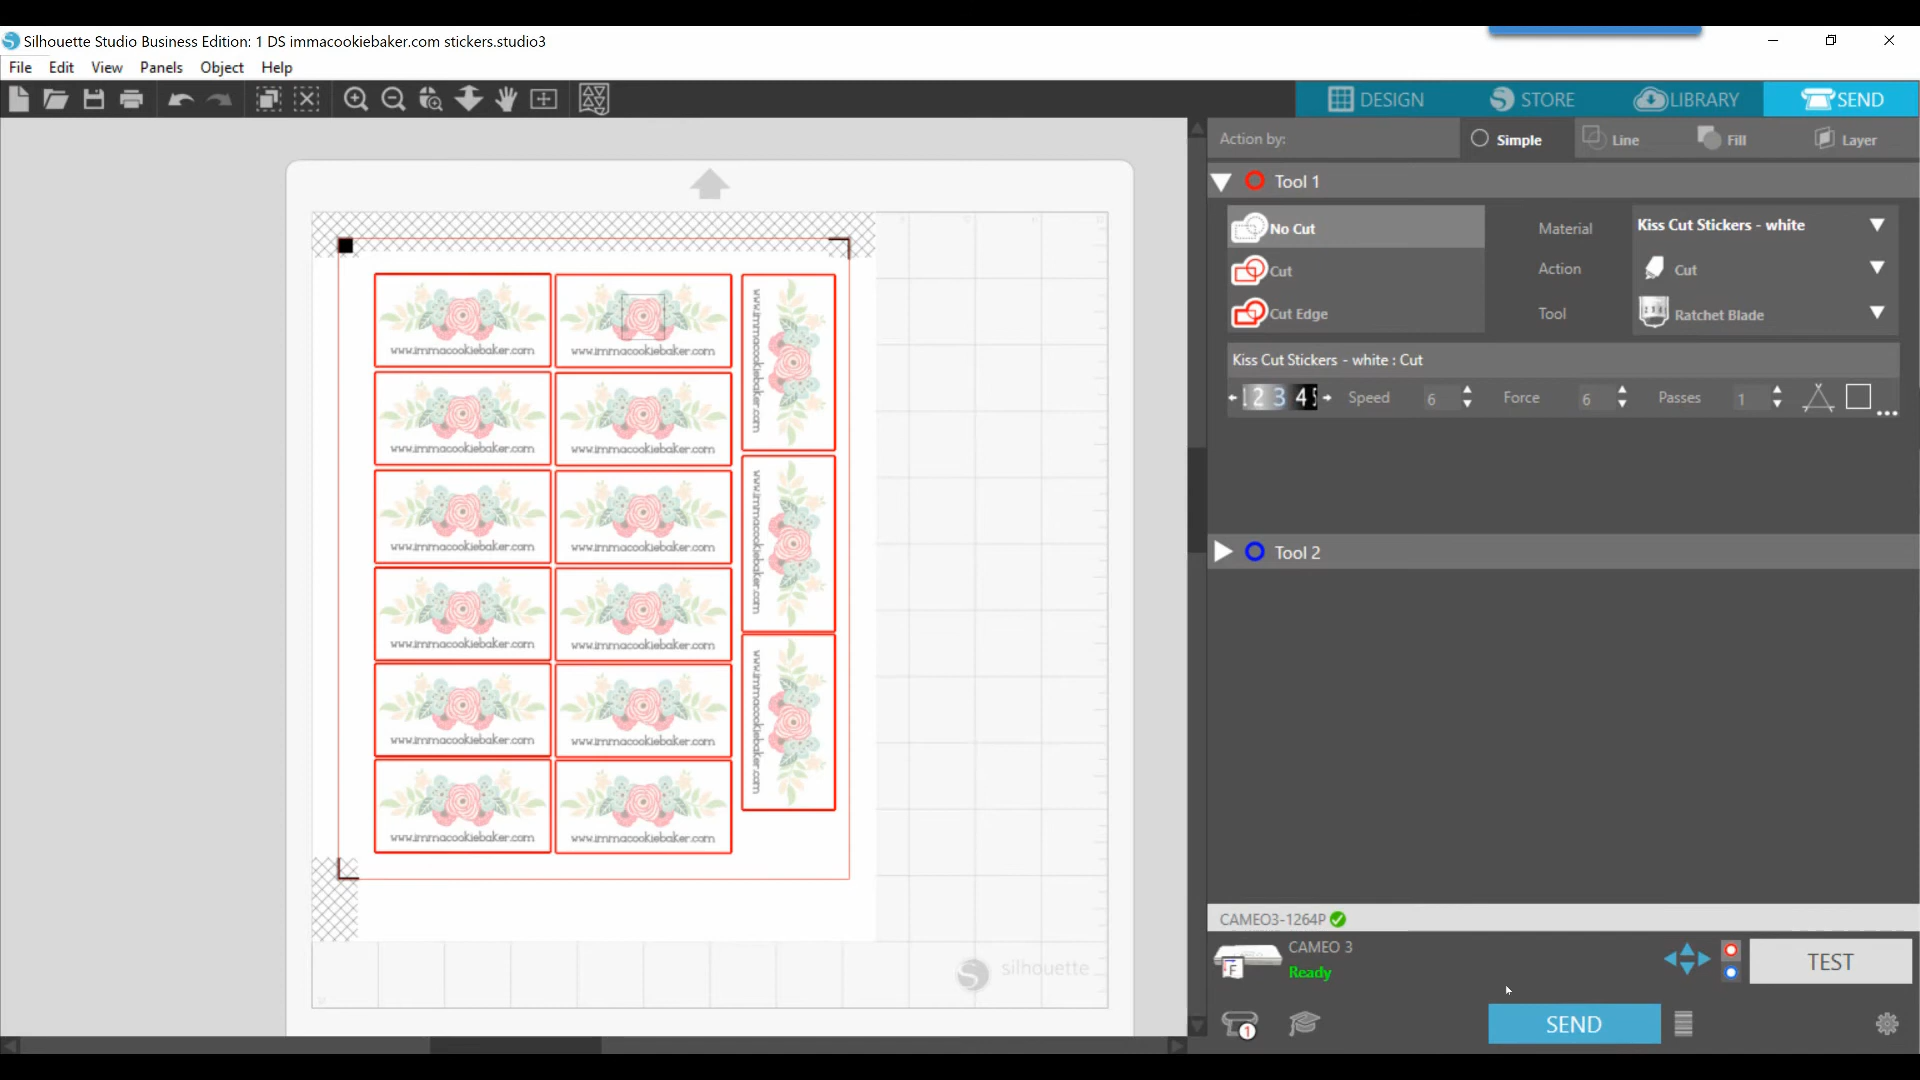 Silhouette Studio Business Edition: 1 DS immacookiebaker.com stickers.studio3
File Edit View Panels Object Help
DESIGN STORE LIBRARY SEND
Action by: Simple Line Fill Layer
Tool 1
No Cut Material Kiss Cut Stickers - white
Cut Action Cut
Cut Edge Tool Ratchet Blade
Kiss Cut Stickers - white : Cut
2 3 4 5 Speed 6 Force 6 Passes 1
Tool 2
www.immacookiebaker.com www.immacookiebaker.com www.immacookiebaker.com
www.immacookiebaker.com www.immacookiebaker.com
www.immacookiebaker.com www.immacookiebaker.com www.immacookiebaker.com
www.immacookiebaker.com www.immacookiebaker.com
www.immacookiebaker.com www.immacookiebaker.com www.immacookiebaker.com
www.immacookiebaker.com www.immacookiebaker.com
silhouette
CAMEO3-1264P
CAMEO 3
F Ready
TEST
1 SEND